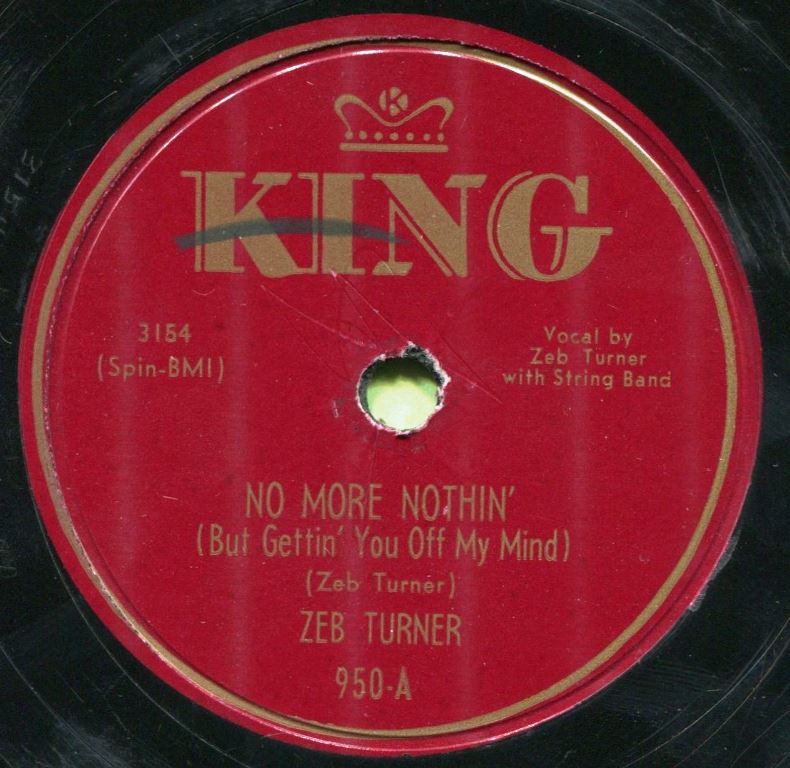 K
KING
3154
(Spin-BMI)
Vocal by
Zeb Turner
with String Band
NO MORE NOTHIN'
(But Gettin' You Off My Mind)
(Zeb Turner)
ZEB TURNER
950-A